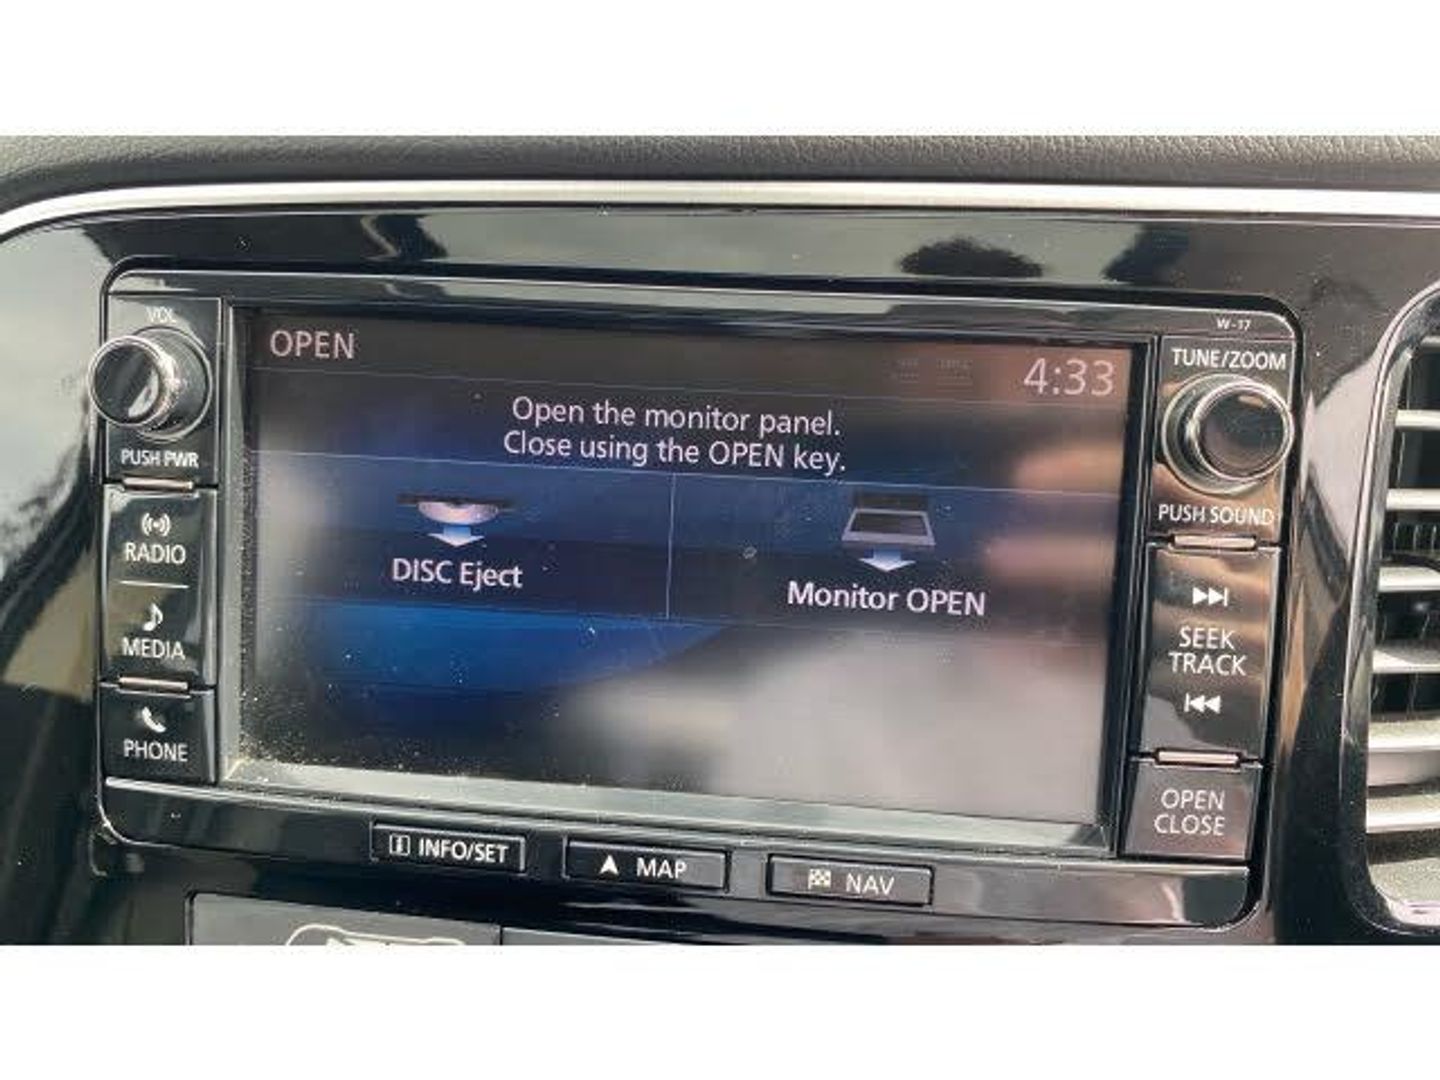 VOL
W-17
TUNE/ZOOM
OPEN
4:33
Open the monitor panel.
Close using the OPEN key.
PUSH PWR
PUSH SOUND
RADIO
DISC Eject
Monitor OPEN
MEDIA
SEEK
TRACK
PHONE
OPEN
CLOSE
INFO/SET
MAP
NAV